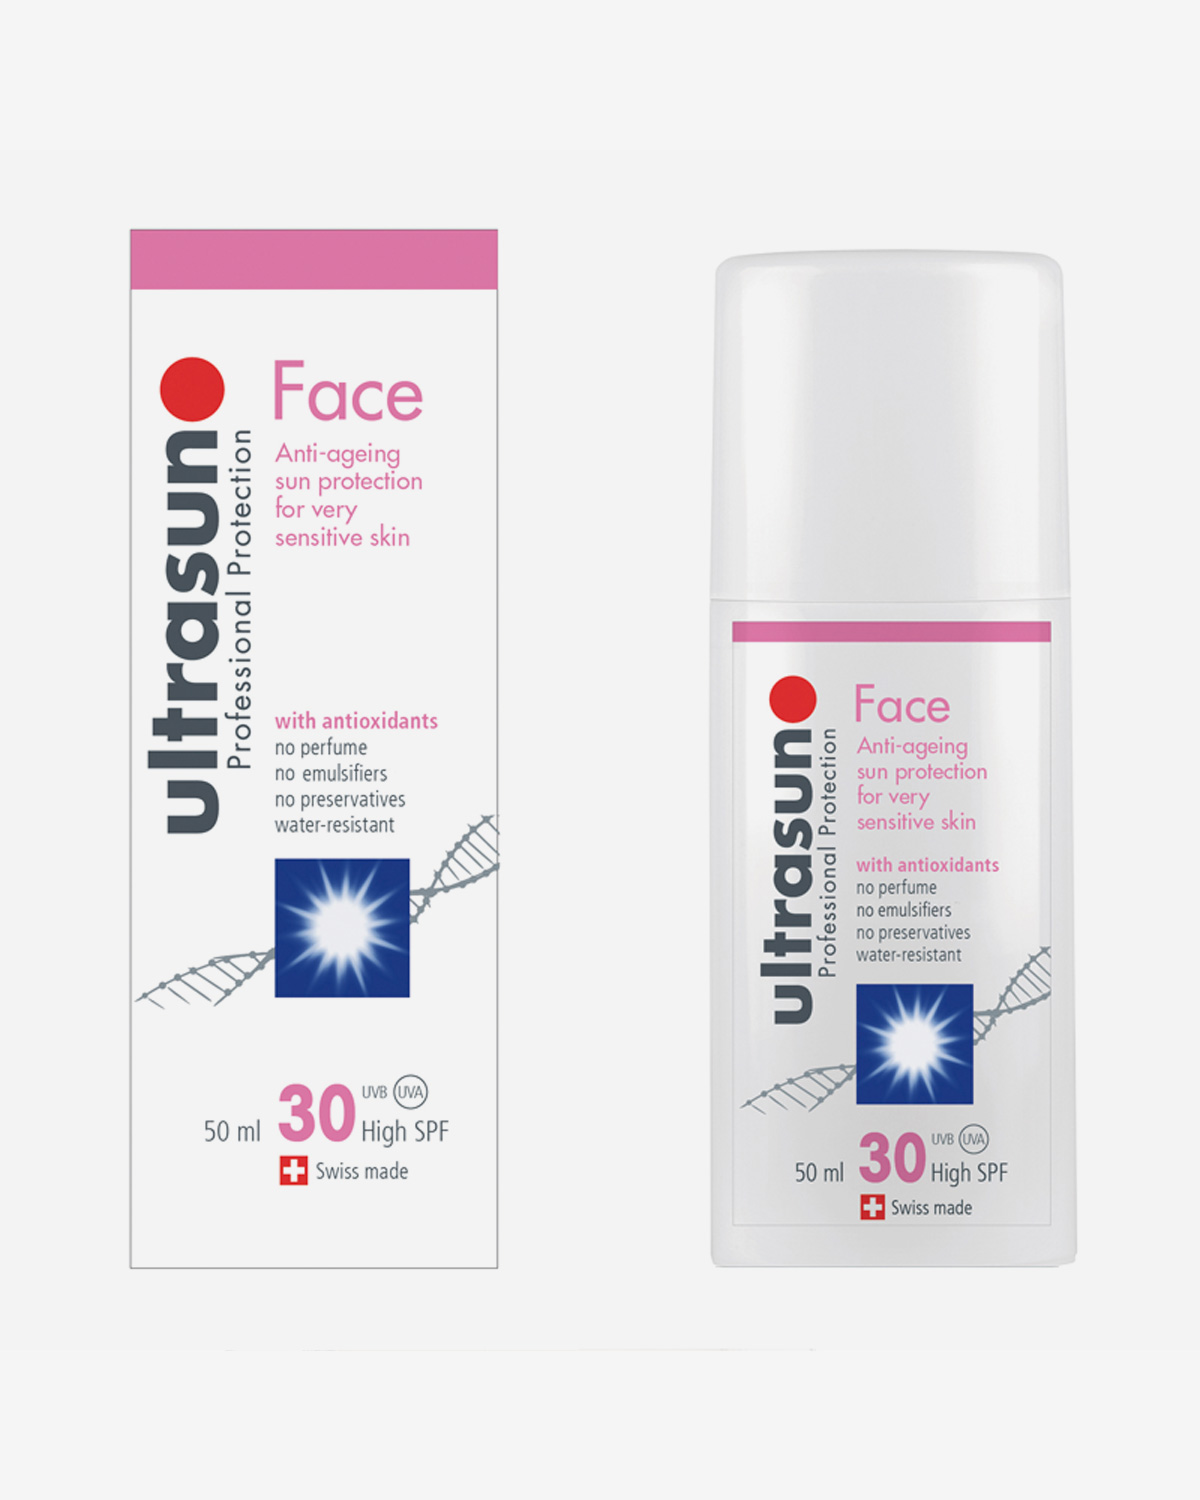 ultrasun
Professional Protection
Face
Anti-ageing
sun protection
for very
sensitive skin
with antioxidants
no perfume
no emulsifiers
no preservatives
water-resistant
50 ml 30 UVB UVA
High SPF
Swiss made
ultrasun
Professional Protection
Face
Anti-ageing
sun protection
for very
sensitive skin
with antioxidants
no perfume
no emulsifiers
no preservatives
water-resistant
50 ml 30 UVB UVA
High SPF
Swiss made